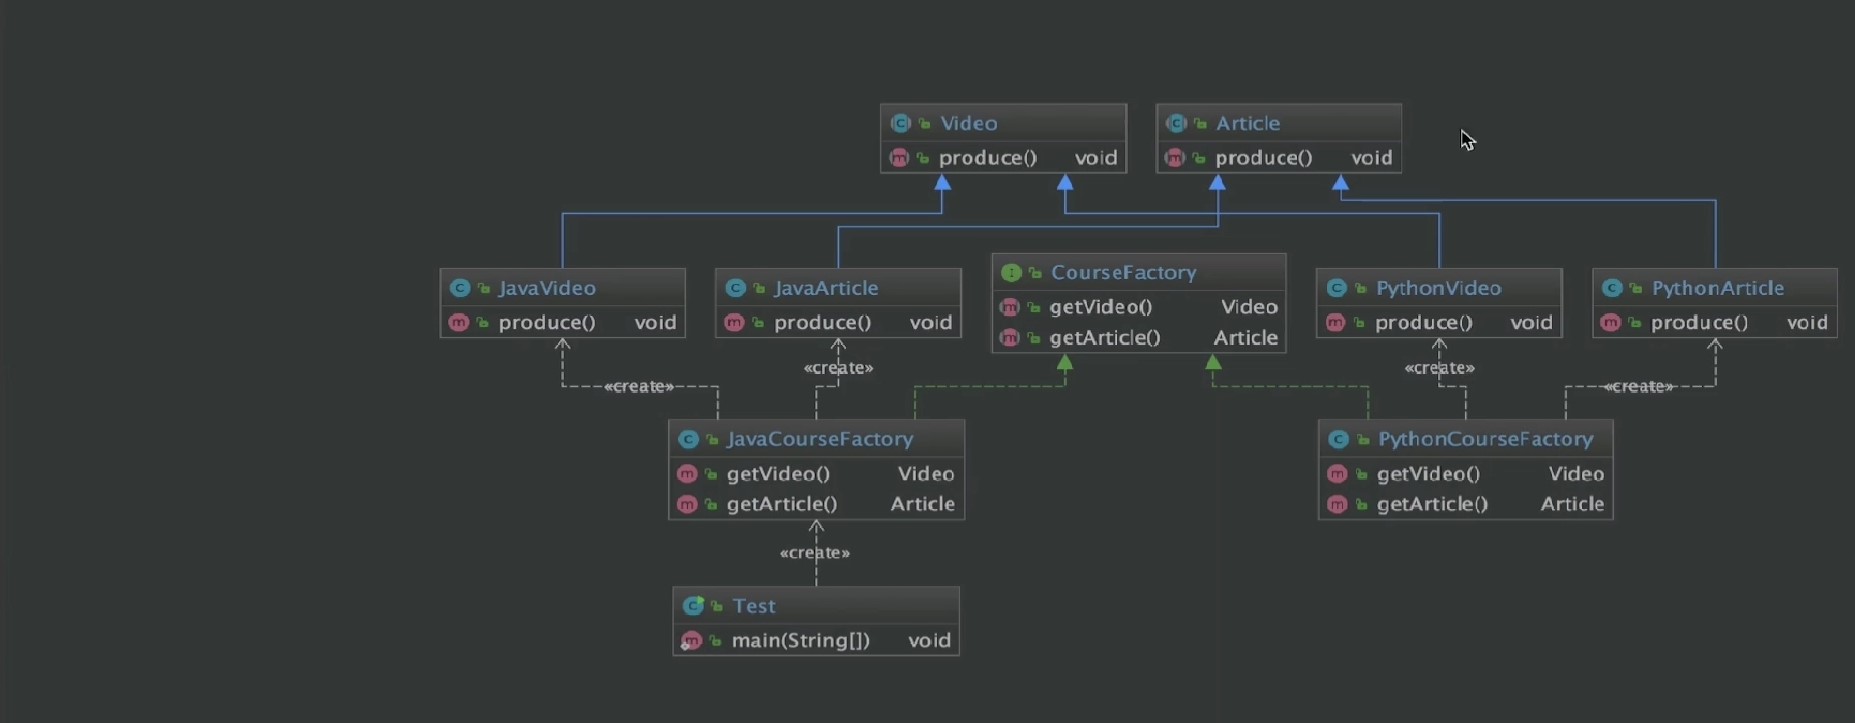 Video
produce() void
Article
produce() void
JavaVideo
produce() void
JavaArticle
produce() void
CourseFactory
getVideo() Video
getArticle() Article
PythonVideo
produce() void
PythonArticle
produce() void
«create»
«create»
«create»
«create»
JavaCourseFactory
getVideo() Video
getArticle() Article
PythonCourseFactory
getVideo() Video
getArticle() Article
«create»
Test
main(String[]) void